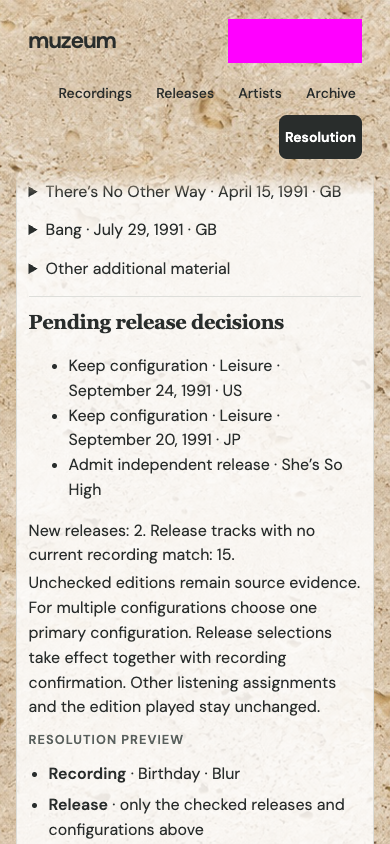 muzeum
Recordings Releases Artists Archive
Resolution
There’s No Other Way · April 15, 1991 · GB
Bang · July 29, 1991 · GB
Other additional material
Pending release decisions
Keep configuration · Leisure ·
September 24, 1991 · US
Keep configuration · Leisure ·
September 20, 1991 · JP
Admit independent release · She’s So
High
New releases: 2. Release tracks with no
current recording match: 15.
Unchecked editions remain source evidence.
For multiple configurations choose one
primary configuration. Release selections
take effect together with recording
confirmation. Other listening assignments
and the edition played stay unchanged.
RESOLUTION PREVIEW
Recording · Birthday · Blur
Release · only the checked releases and
configurations above